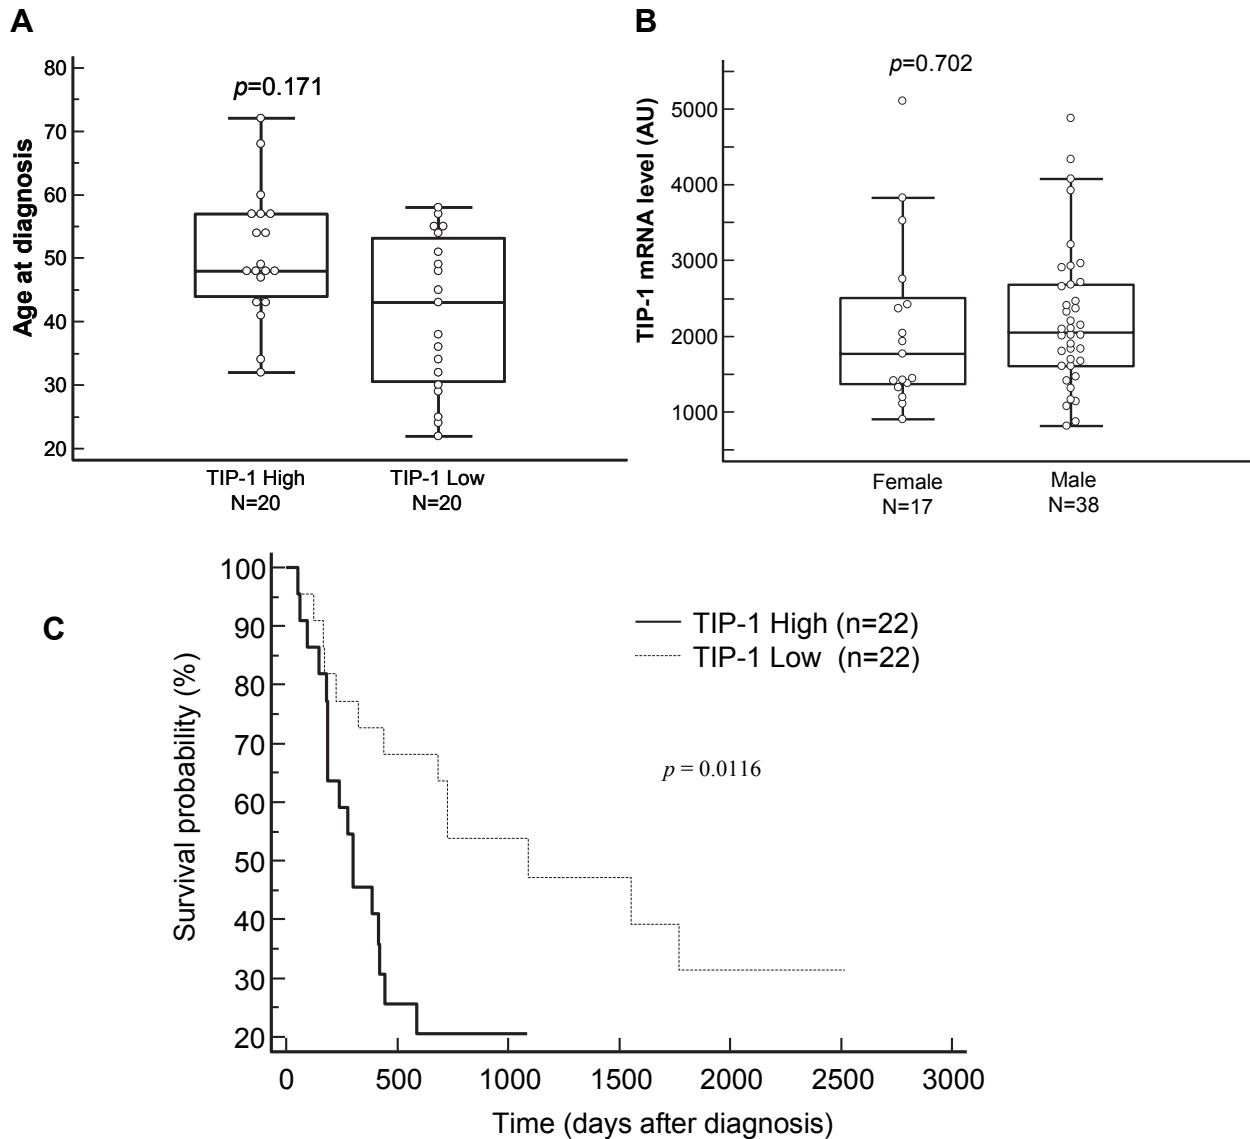 A
p=0.171
Age at diagnosis
80
70
60
50
40
30
20
TIP-1 High
N=20
TIP-1 Low
N=20
B
p=0.702
TIP-1 mRNA level (AU)
5000
4000
3000
2000
1000
Female
N=17
Male
N=38
C
Survival probability (%)
100
90
80
70
60
50
40
30
20
TIP-1 High (n=22)
TIP-1 Low (n=22)
p = 0.0116
0 500 1000 1500 2000 2500 3000
Time (days after diagnosis)